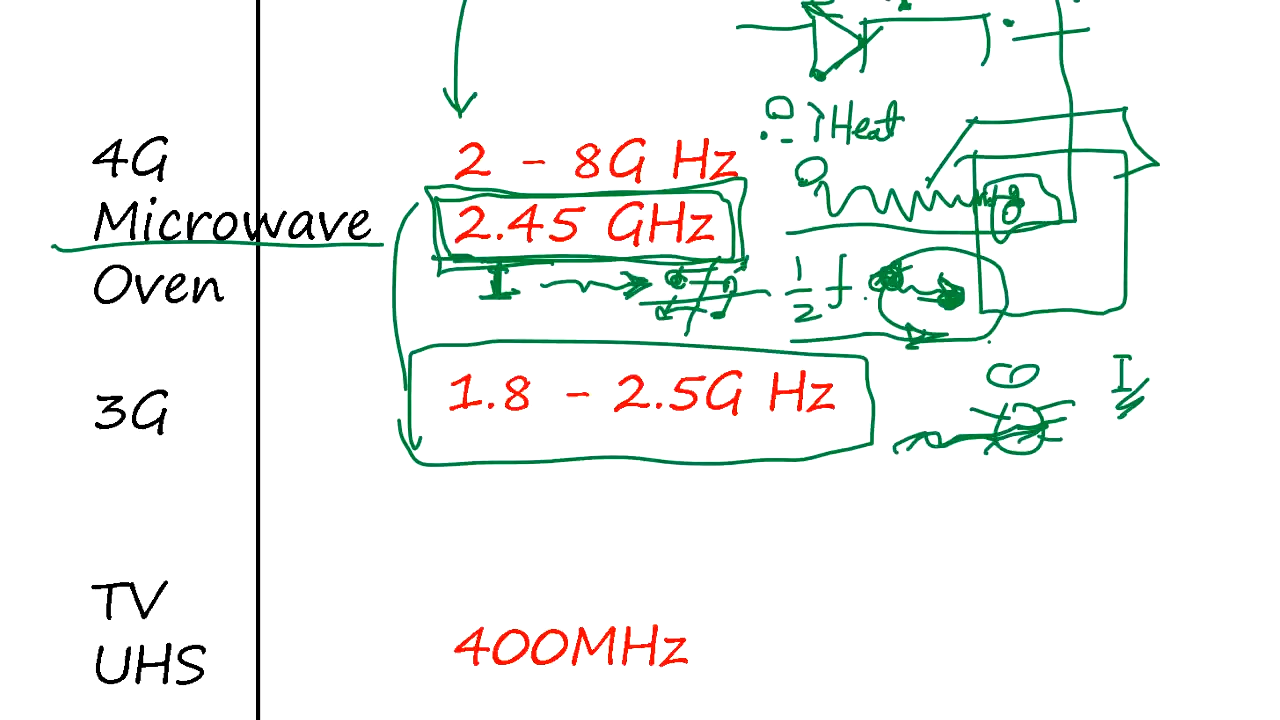 Heat
4G 2 - 8G Hz
Microwave 2.45 GHz
Oven
I 1/2 f
3G 1.8 - 2.5G Hz
I
TV
UHS 400MHz